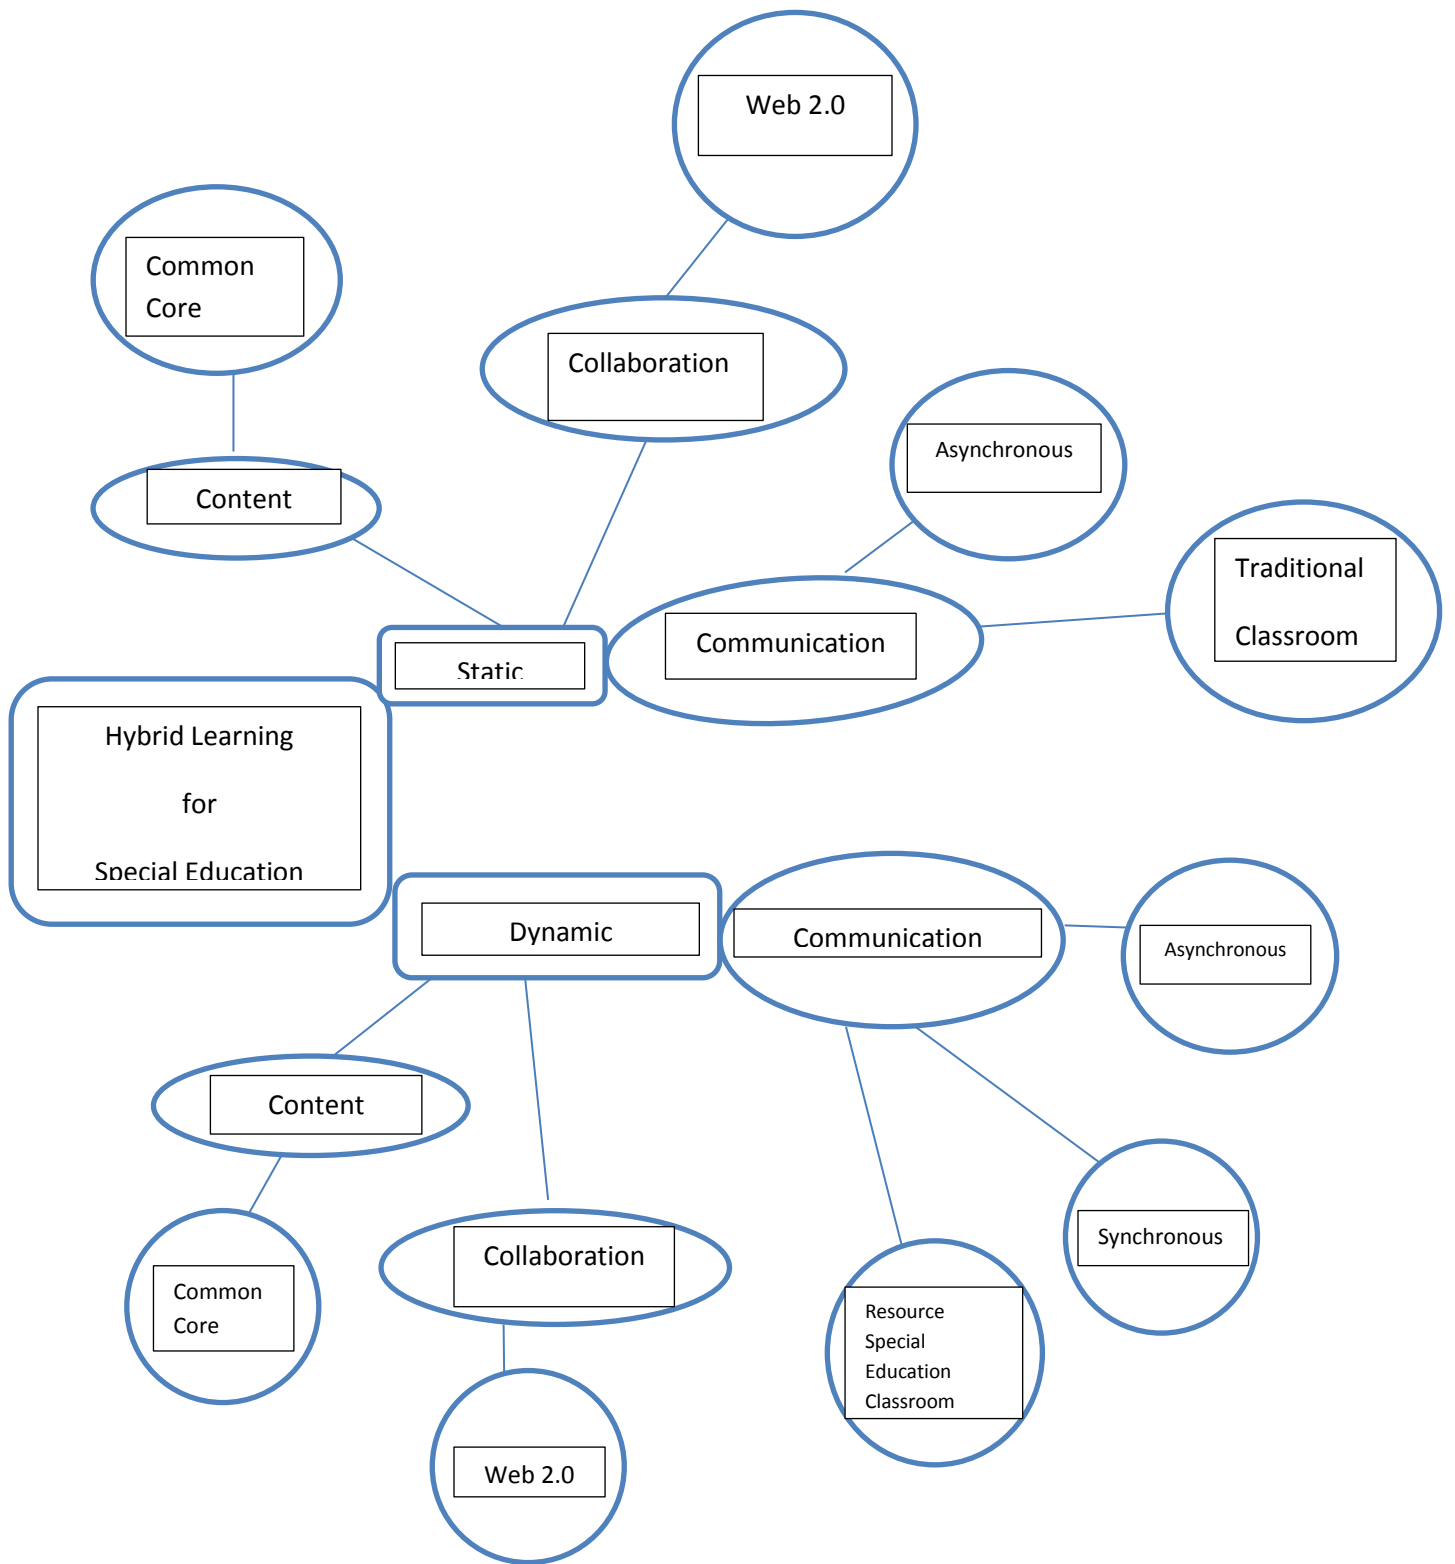 Web 2.0
Common
Core
Collaboration
Asynchronous
Content
Traditional
Classroom
Communication
Static
Hybrid Learning
for
Special Education
Dynamic
Communication
Asynchronous
Content
Synchronous
Collaboration
Common
Core
Resource
Special
Education
Classroom
Web 2.0